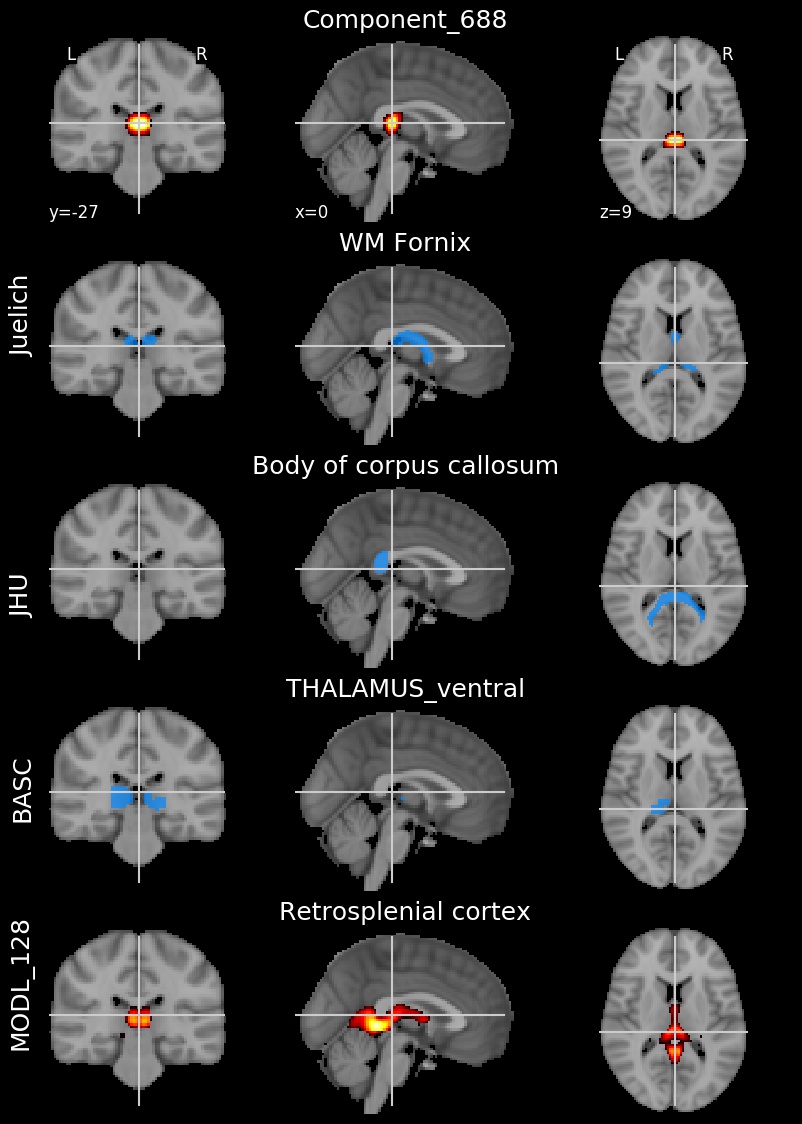 Component_688
L R L R
y=-27 x=0 z=9
WM Fornix
Juelich
Body of corpus callosum
JHU
THALAMUS_ventral
BASC
Retrosplenial cortex
MODL_128